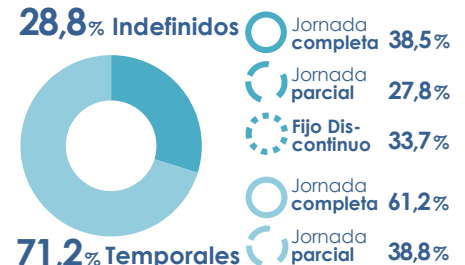 28,8% Indefinidos
Jornada
completa 38,5%
Jornada
parcial 27,8%
Fijo Dis-
continuo 33,7%
Jornada
completa 61,2%
71,2% Temporales
Jornada
parcial 38,8%